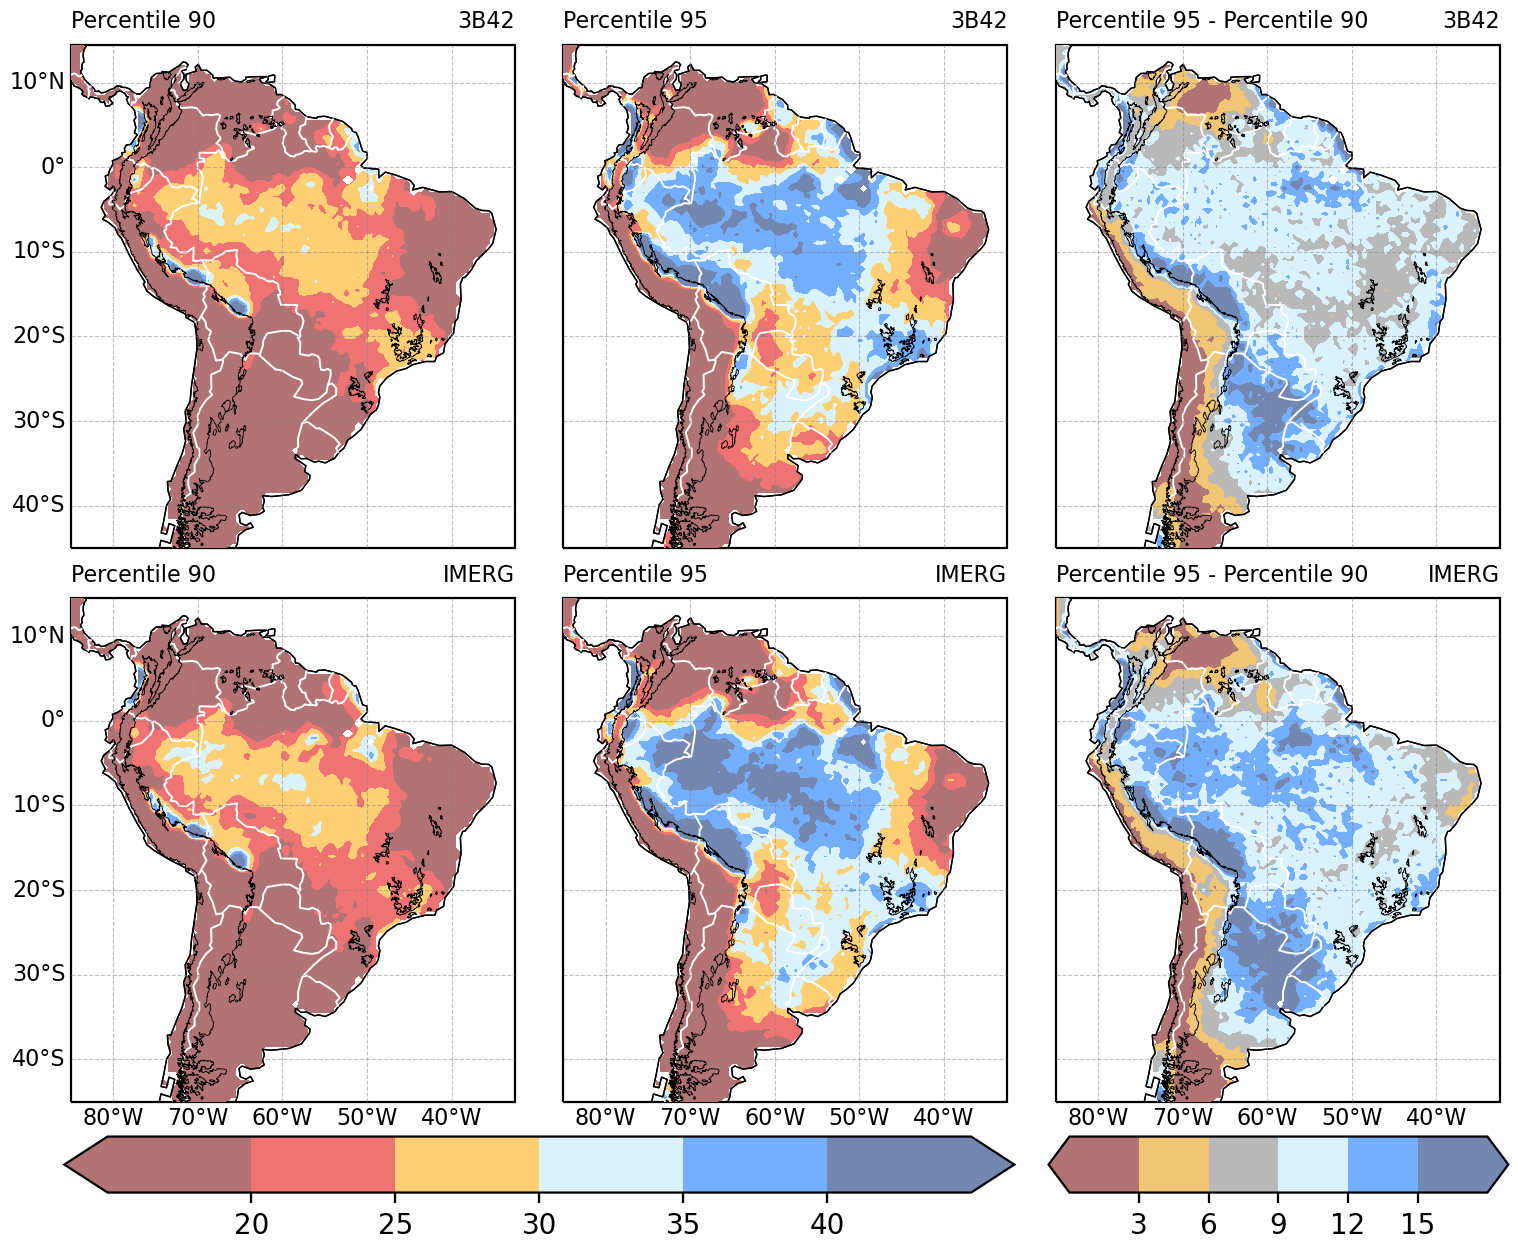 Percentile 90 3B42
Percentile 95 3B42
Percentile 95 - Percentile 90 3B42
10°N
0°
10°S
20°S
30°S
40°S
Percentile 90 IMERG
Percentile 95 IMERG
Percentile 95 - Percentile 90 IMERG
10°N
0°
10°S
20°S
30°S
40°S
80°W 70°W 60°W 50°W 40°W
80°W 70°W 60°W 50°W 40°W
80°W 70°W 60°W 50°W 40°W
20 25 30 35 40
3 6 9 12 15